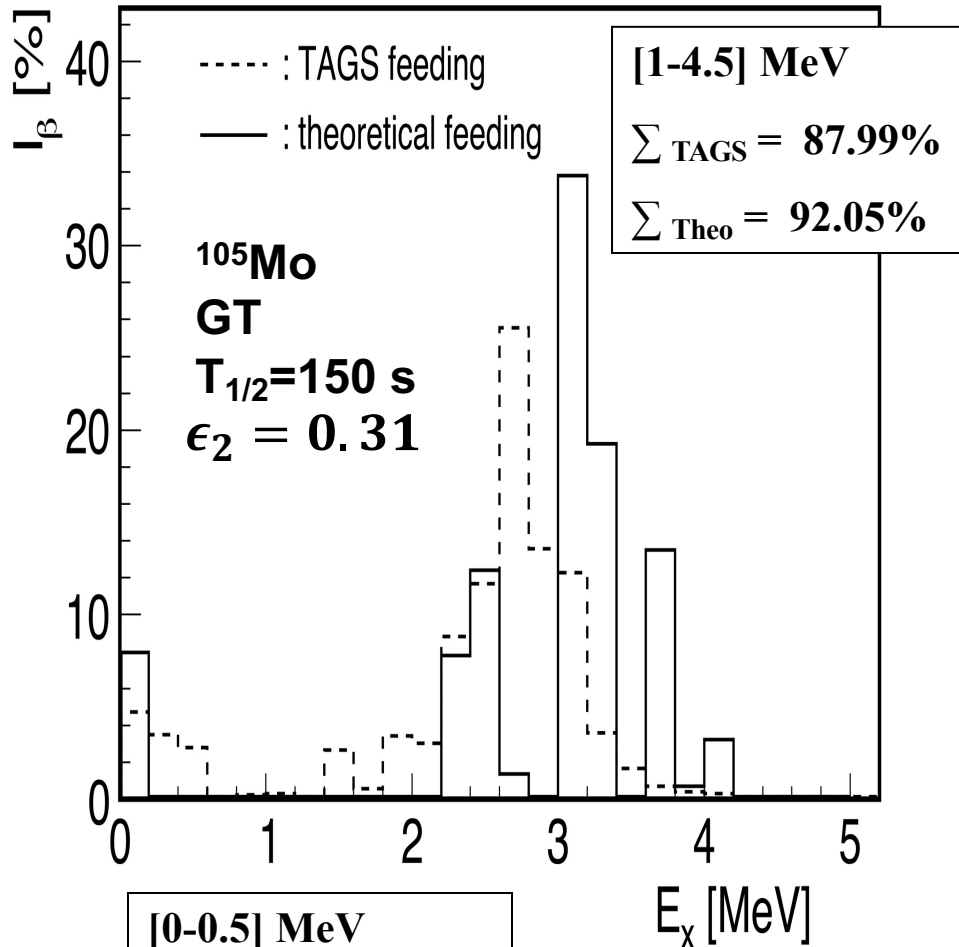 I_β [%]
40
30
20
10
0
: TAGS feeding
: theoretical feeding
[1-4.5] MeV
∑ TAGS = 87.99%
∑ Theo = 92.05%
¹⁰⁵Mo
GT
T₁/₂=150 s
ϵ₂ = 0.31
0 1 2 3 4 5
E_x [MeV]
[0-0.5] MeV